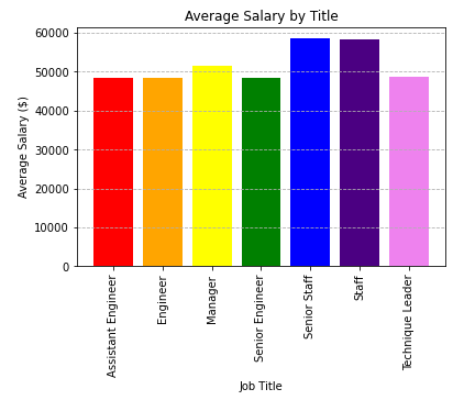 Average Salary by Title
Average Salary ($)
60000
50000
40000
30000
20000
10000
0
Assistant Engineer
Engineer
Manager
Senior Engineer
Senior Staff
Staff
Technique Leader
Job Title